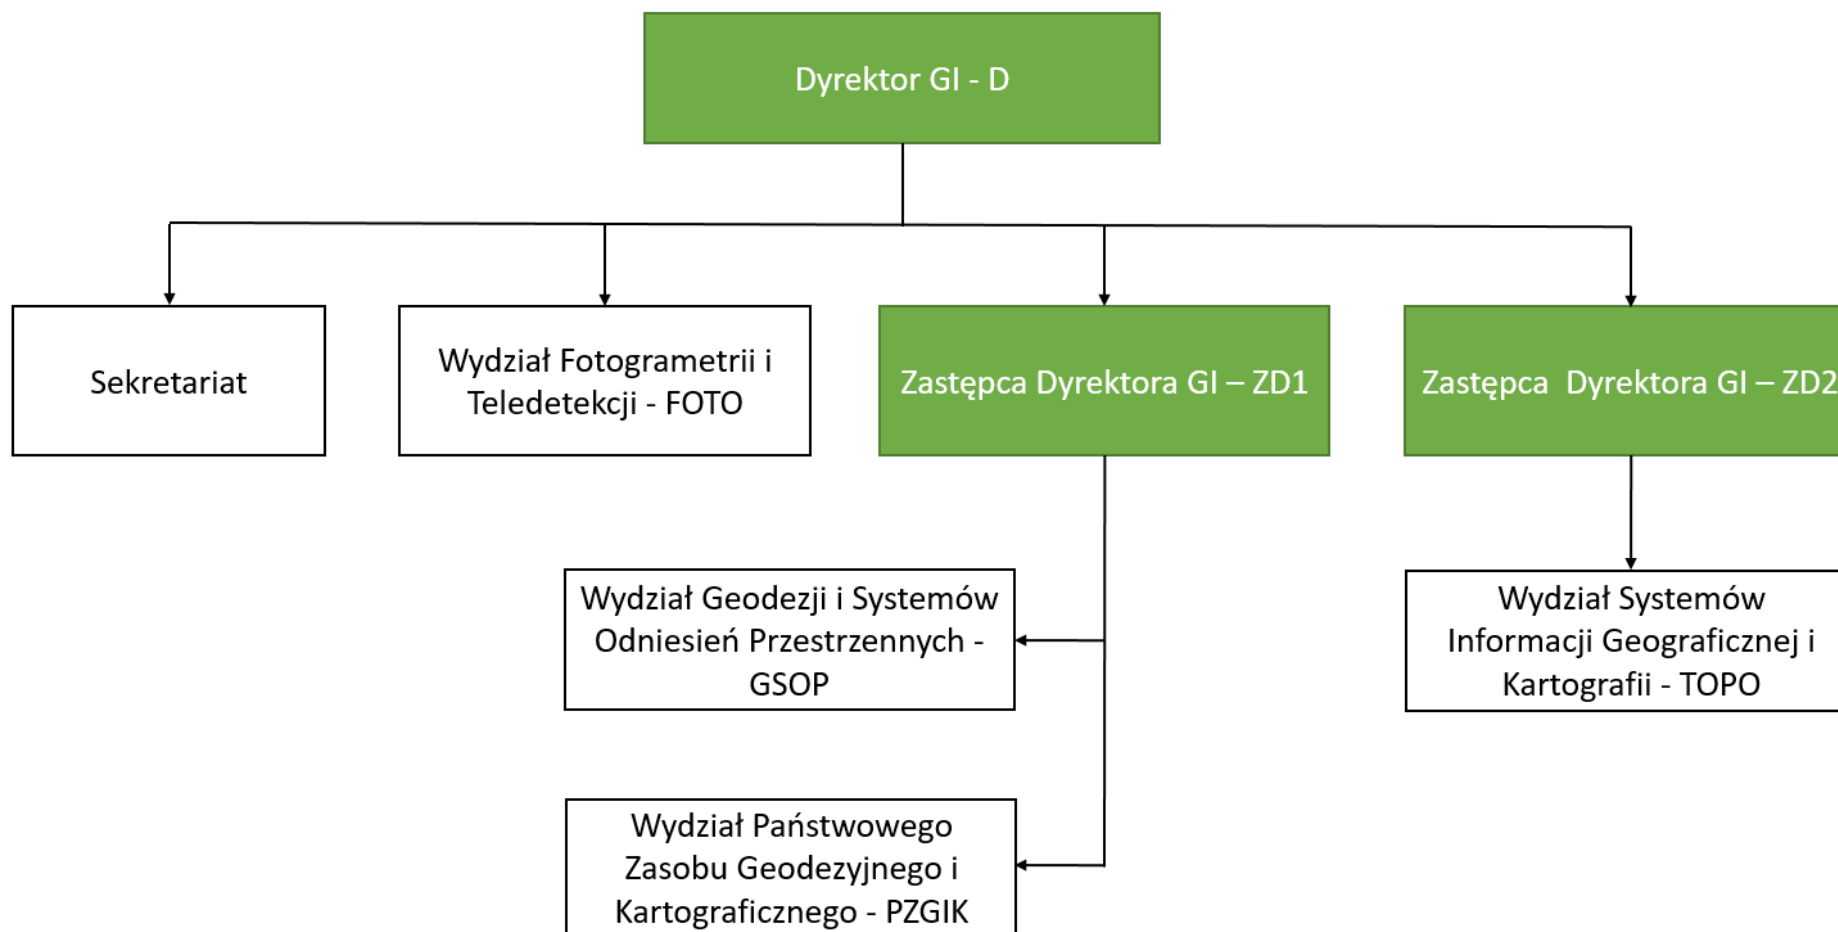 Dyrektor GI - D
Sekretariat
Wydział Fotogrametrii i
Teledetekcji - FOTO
Zastępca Dyrektora GI – ZD1
Zastępca  Dyrektora GI – ZD2
Wydział Geodezji i Systemów
Odniesień Przestrzennych -
GSOP
Wydział Systemów
Informacji Geograficznej i
Kartografii - TOPO
Wydział Państwowego
Zasobu Geodezyjnego i
Kartograficznego - PZGIK